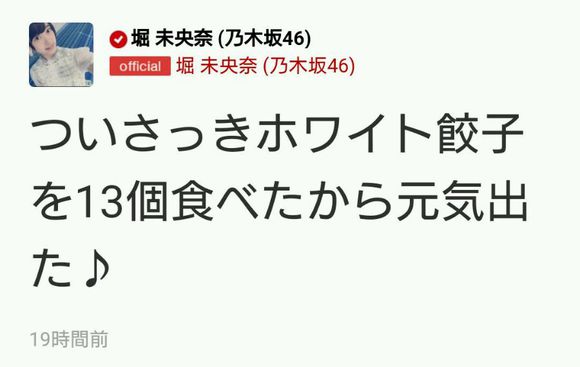 堀 未央奈 (乃木坂46)
official 堀 未央奈 (乃木坂46)
ついさっきホワイト餃子
を13個食べたから元気出
た♪
19時間前